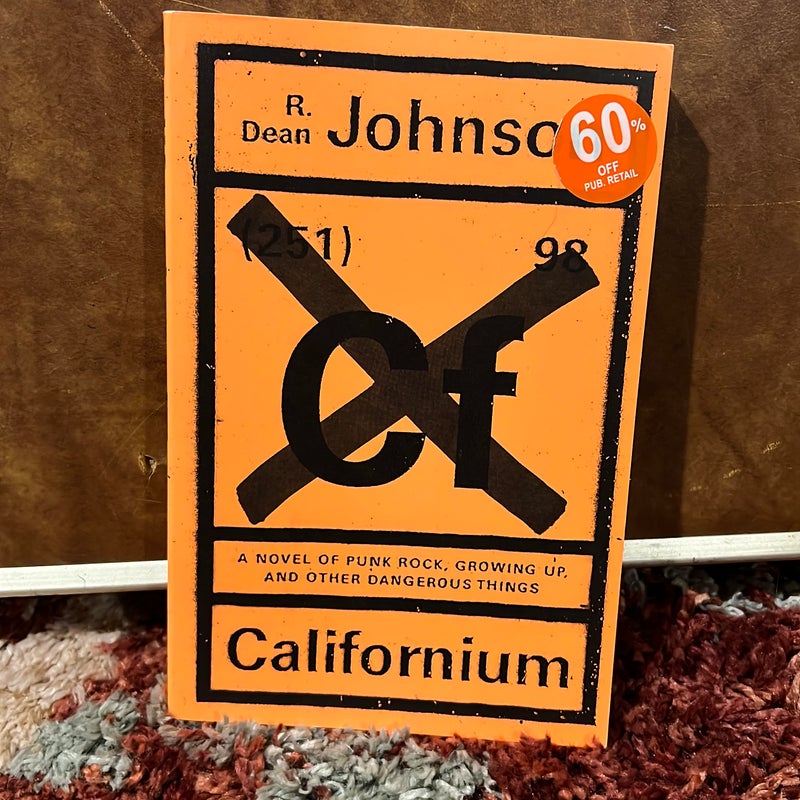 R.
Dean Johnso
60%
OFF
PUB. RETAIL
(251) 98
Cf
A NOVEL OF PUNK ROCK, GROWING UP,
AND OTHER DANGEROUS THINGS
Californium